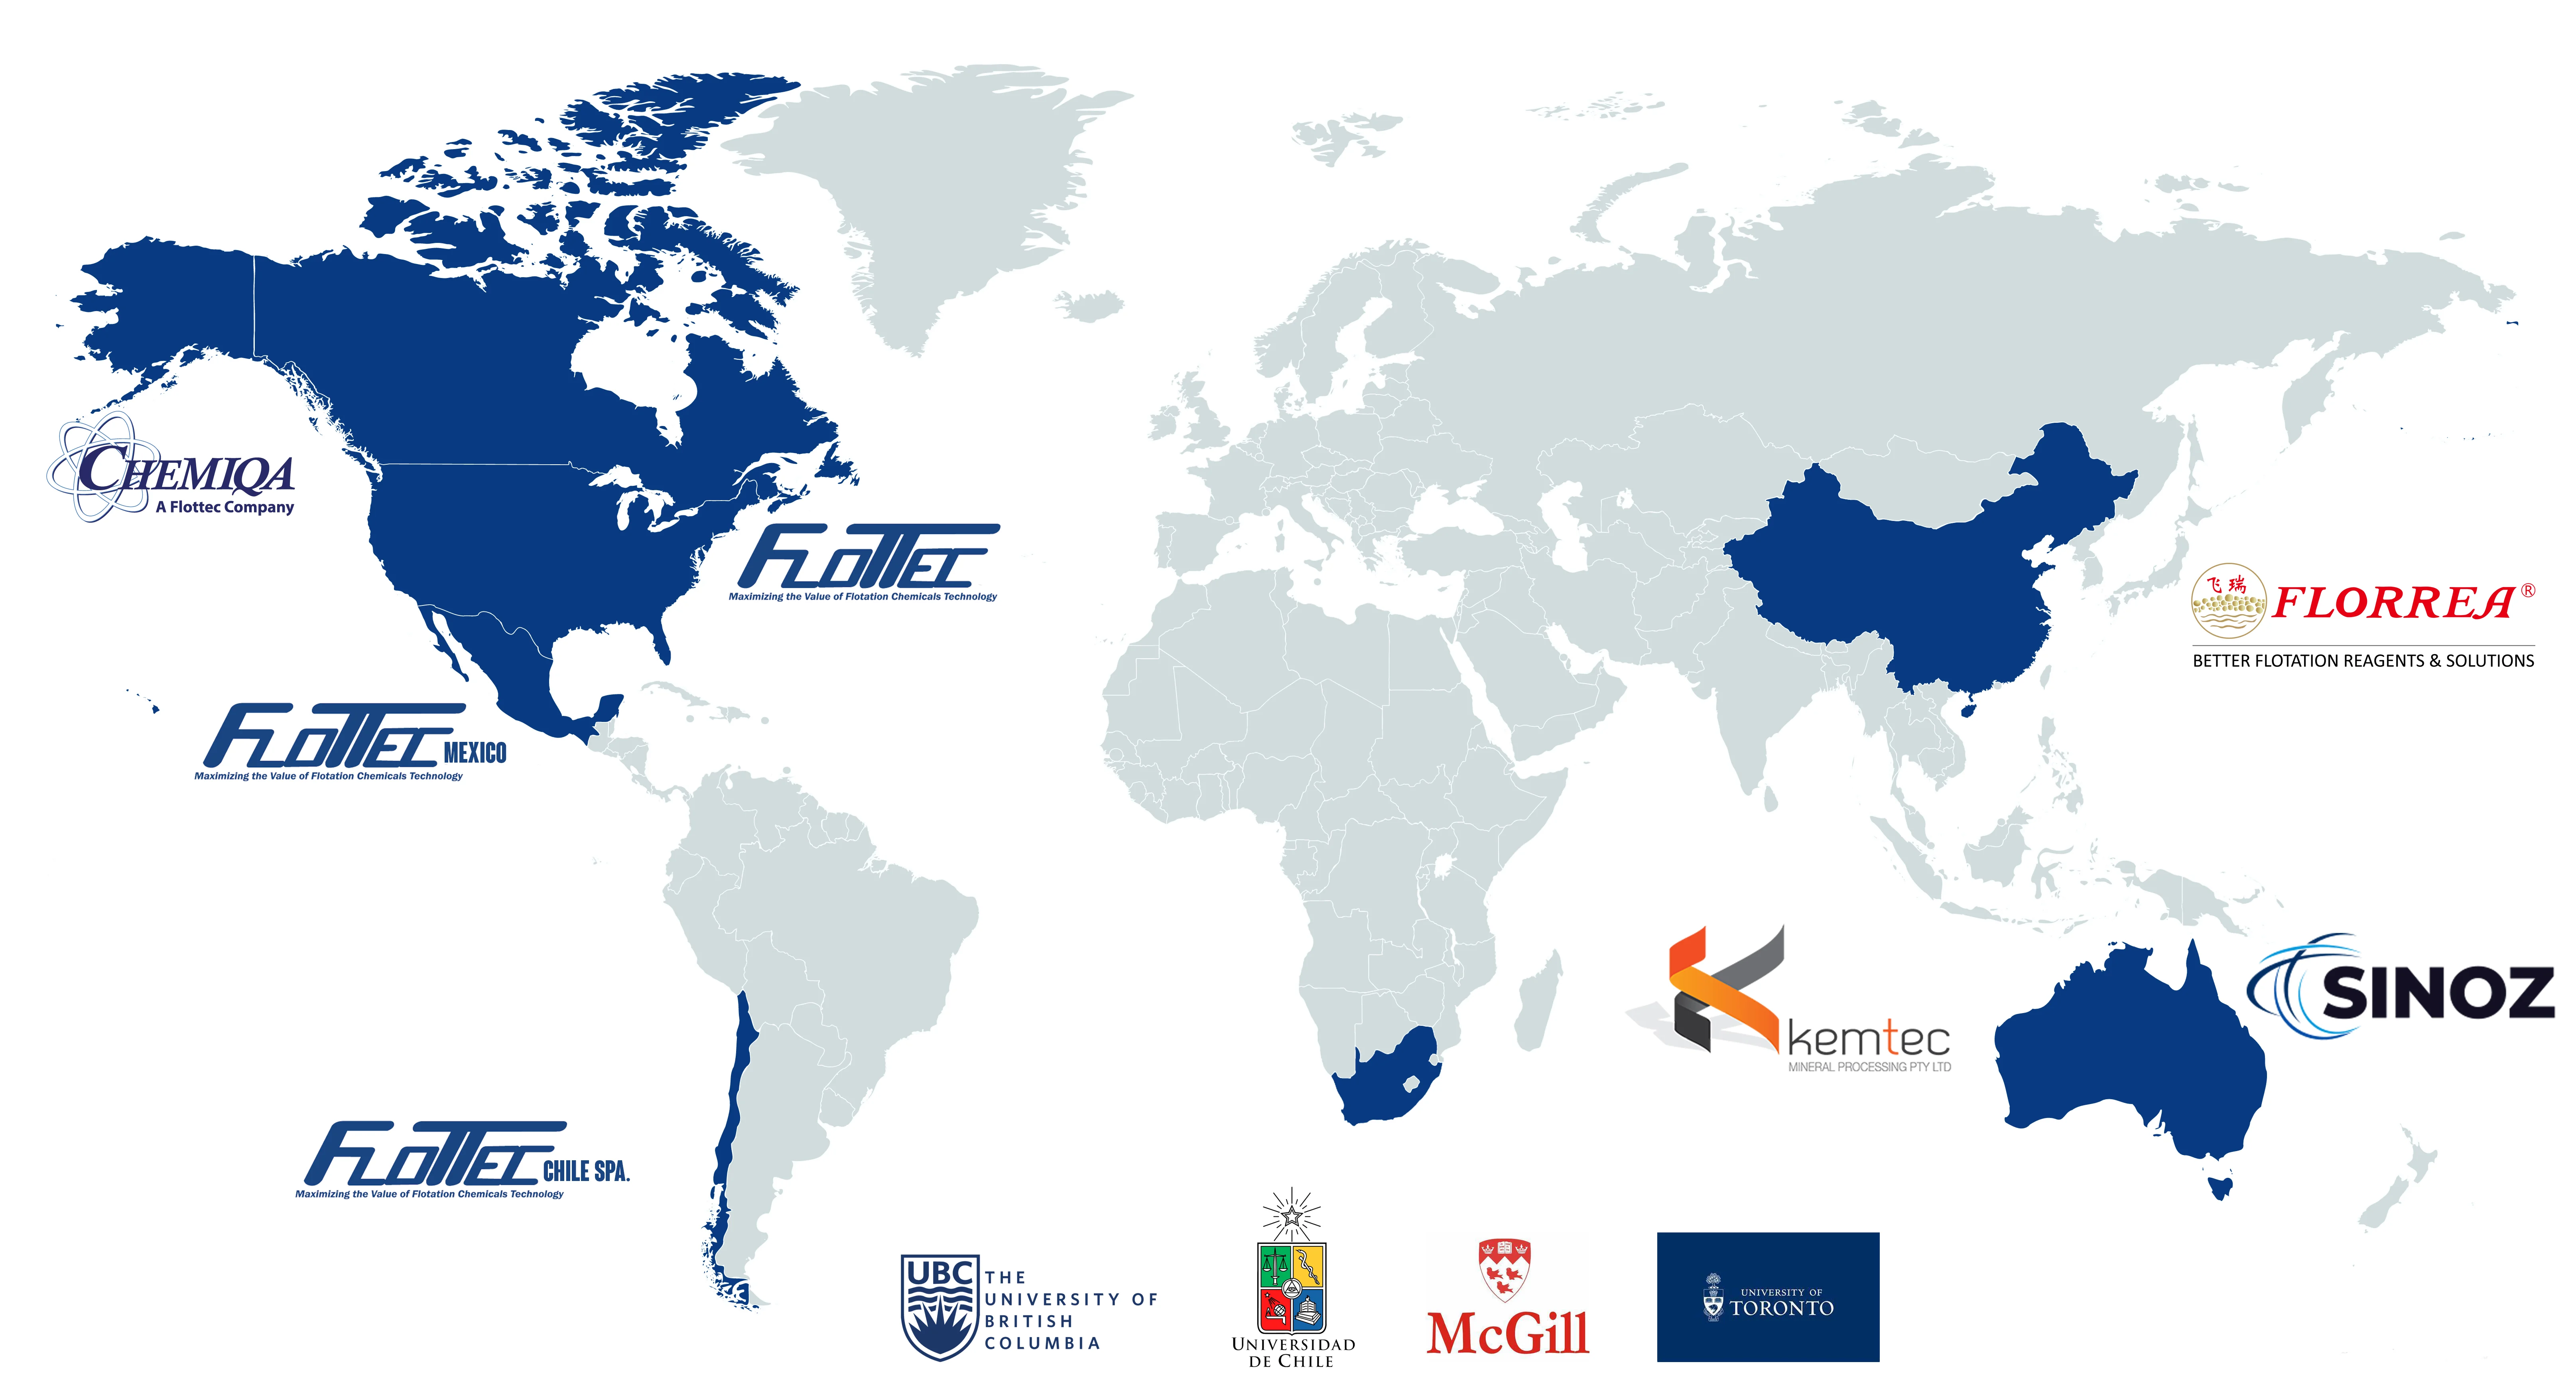 CHEMIQA
A Flottec Company
FLOTTEC
Maximizing the Value of Flotation Chemicals Technology
飞瑞
FLORREA®
BETTER FLOTATION REAGENTS & SOLUTIONS
FLOTTEC MEXICO
Maximizing the Value of Flotation Chemicals Technology
kemtec
MINERAL PROCESSING PTY LTD
SINOZ
FLOTTEC CHILE SPA.
Maximizing the Value of Flotation Chemicals Technology
UBC
THE
UNIVERSITY OF
BRITISH
COLUMBIA
UNIVERSIDAD
DE CHILE
McGill
UNIVERSITY OF
TORONTO